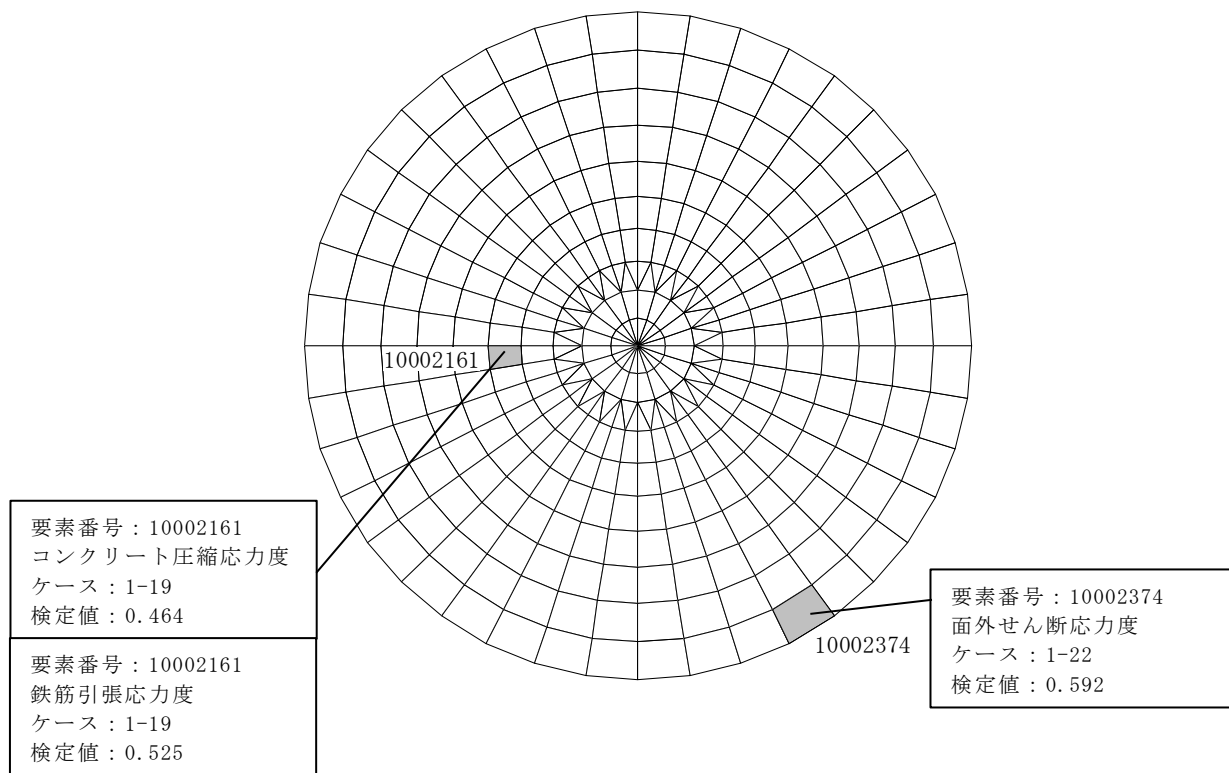 10002161
要素番号：10002161
コンクリート圧縮応力度
ケース：1-19
検定値：0.464
要素番号：10002161
鉄筋引張応力度
ケース：1-19
検定値：0.525
10002374
要素番号：10002374
面外せん断応力度
ケース：1-22
検定値：0.592